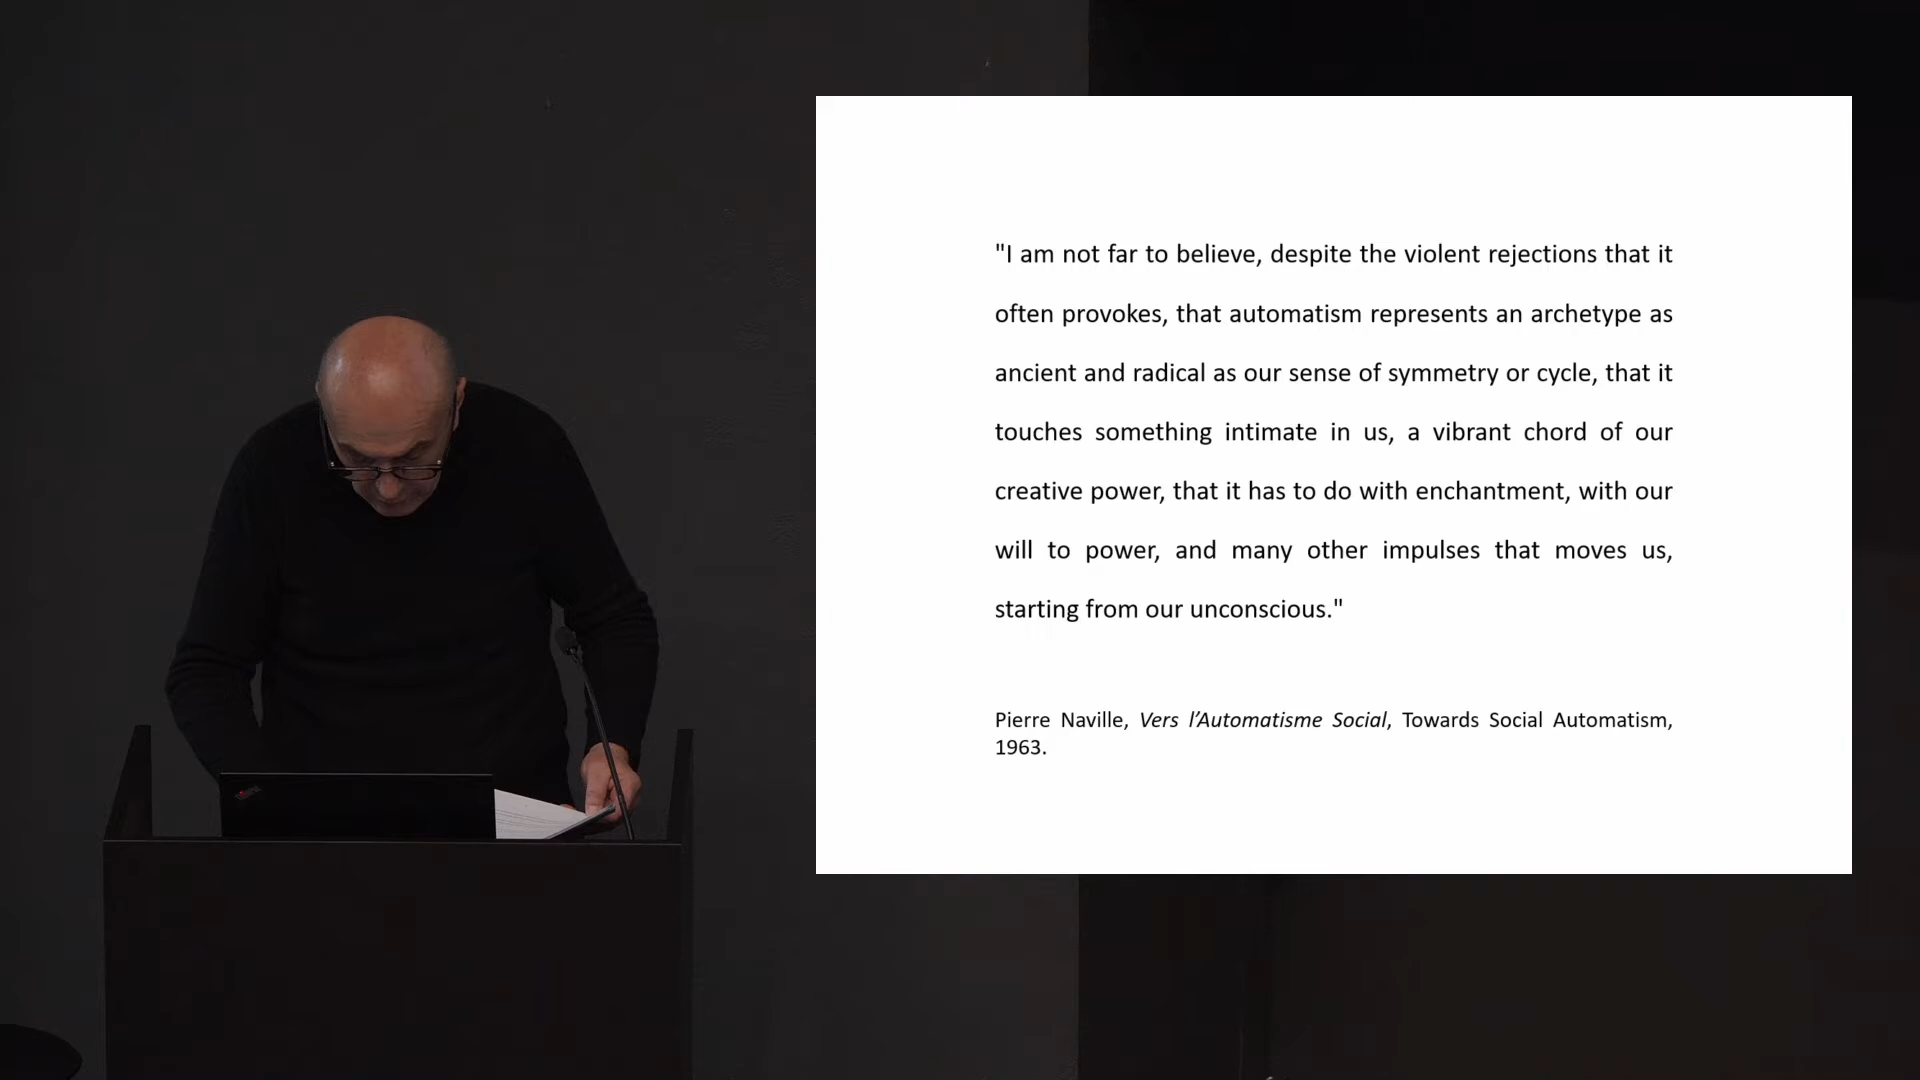 "I am not far to believe, despite the violent rejections that it
often provokes, that automatism represents an archetype as
ancient and radical as our sense of symmetry or cycle, that it
touches something intimate in us, a vibrant chord of our
creative power, that it has to do with enchantment, with our
will to power, and many other impulses that moves us,
starting from our unconscious."
Pierre Naville, Vers l’Automatisme Social, Towards Social Automatism,
1963.